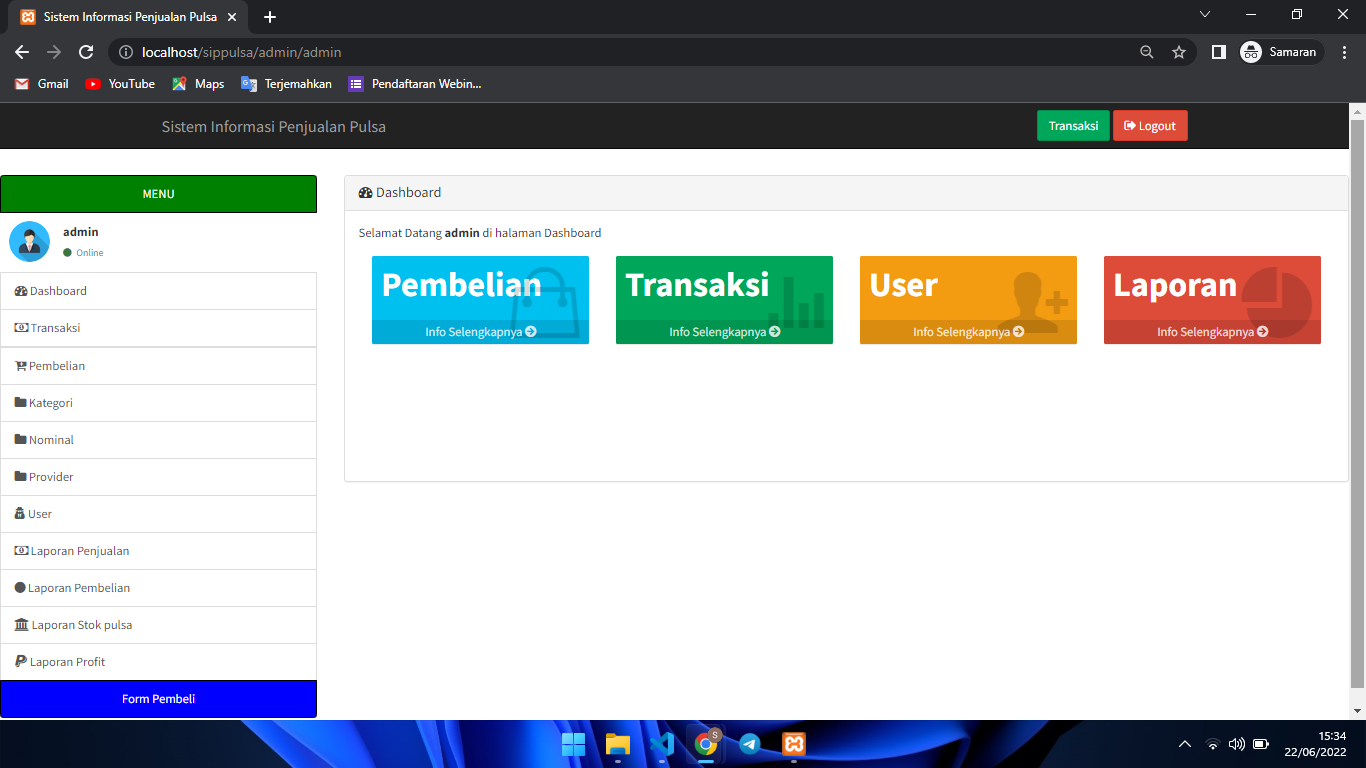 Sistem Informasi Penjualan Pulsa
localhost/sippulsa/admin/admin
Samaran
Gmail
YouTube
Maps
Terjemahkan
Pendaftaran Webin...
Sistem Informasi Penjualan Pulsa
Transaksi
Logout
MENU
admin
Online
Dashboard
Transaksi
Pembelian
Kategori
Nominal
Provider
User
Laporan Penjualan
Laporan Pembelian
Laporan Stok pulsa
Laporan Profit
Form Pembeli
Dashboard
Selamat Datang admin di halaman Dashboard
Pembelian
Info Selengkapnya
Transaksi
Info Selengkapnya
User
Info Selengkapnya
Laporan
Info Selengkapnya
S
15:34
22/06/2022